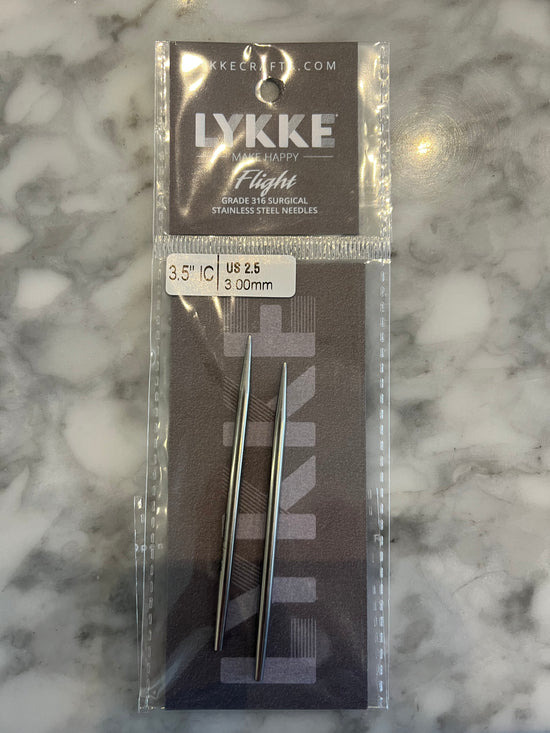 LYKKECRAFTS.COM
LYKKE
MAKE HAPPY
Flight
GRADE 316 SURGICAL
STAINLESS STEEL NEEDLES
3.5" IC
US 2.5
3.00mm
LYKKE